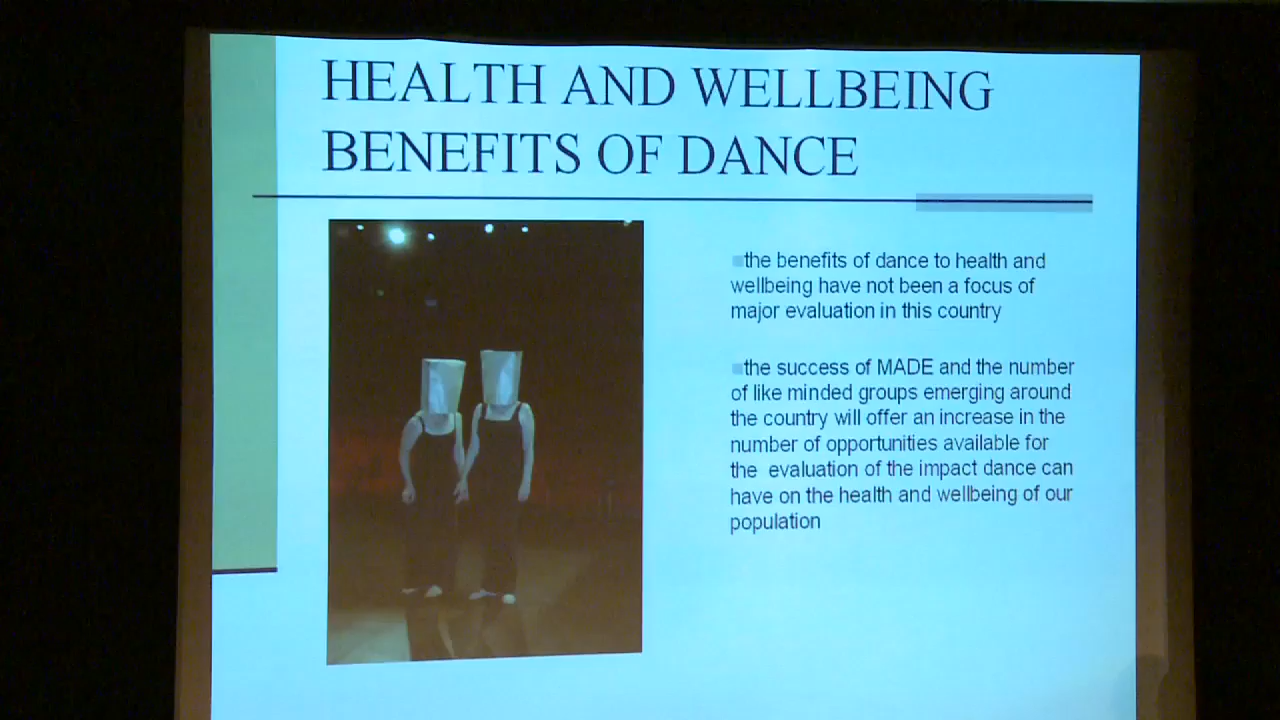 HEALTH AND WELLBEING
BENEFITS OF DANCE
the benefits of dance to health and
wellbeing have not been a focus of
major evaluation in this country
the success of MADE and the number
of like minded groups emerging around
the country will offer an increase in the
number of opportunities available for
the evaluation of the impact dance can
have on the health and wellbeing of our
population